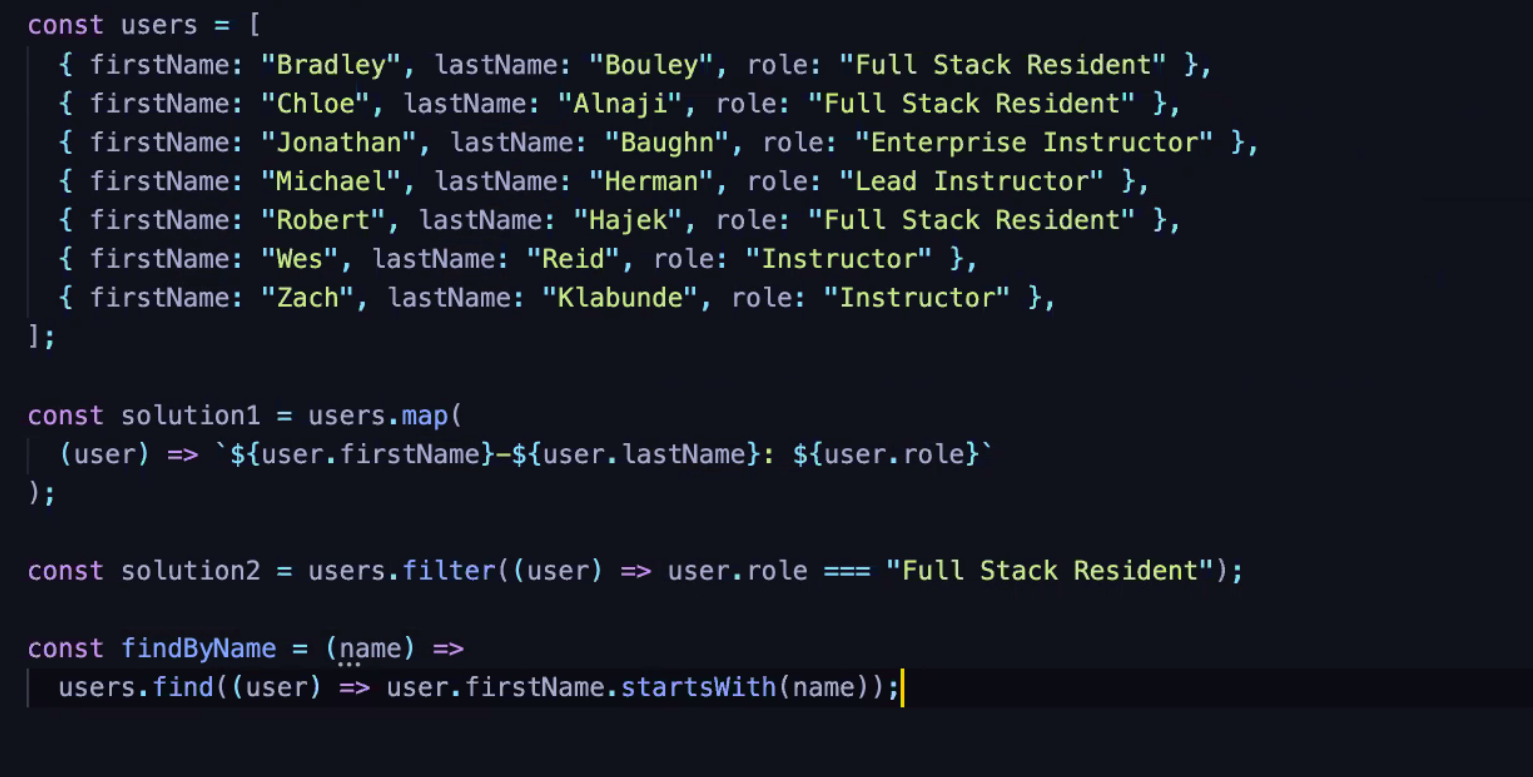 const users = [
  { firstName: "Bradley", lastName: "Bouley", role: "Full Stack Resident" },
  { firstName: "Chloe", lastName: "Alnaji", role: "Full Stack Resident" },
  { firstName: "Jonathan", lastName: "Baughn", role: "Enterprise Instructor" },
  { firstName: "Michael", lastName: "Herman", role: "Lead Instructor" },
  { firstName: "Robert", lastName: "Hajek", role: "Full Stack Resident" },
  { firstName: "Wes", lastName: "Reid", role: "Instructor" },
  { firstName: "Zach", lastName: "Klabunde", role: "Instructor" },
];
const solution1 = users.map(
  (user) => `${user.firstName}-${user.lastName}: ${user.role}`
);
const solution2 = users.filter((user) => user.role === "Full Stack Resident");
const findByName = (name) =>
  users.find((user) => user.firstName.startsWith(name));